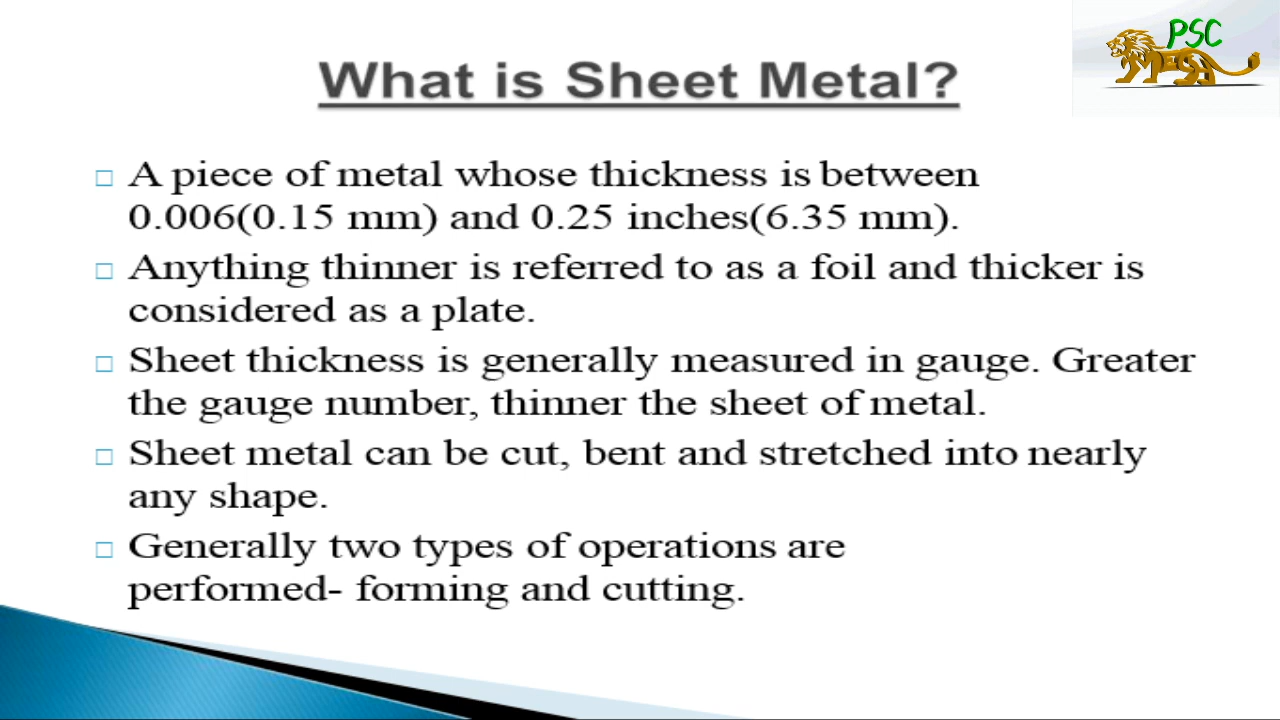 PSC
What is Sheet Metal?
A piece of metal whose thickness is between
0.006(0.15 mm) and 0.25 inches(6.35 mm).
Anything thinner is referred to as a foil and thicker is
considered as a plate.
Sheet thickness is generally measured in gauge. Greater
the gauge number, thinner the sheet of metal.
Sheet metal can be cut, bent and stretched into nearly
any shape.
Generally two types of operations are
performed- forming and cutting.